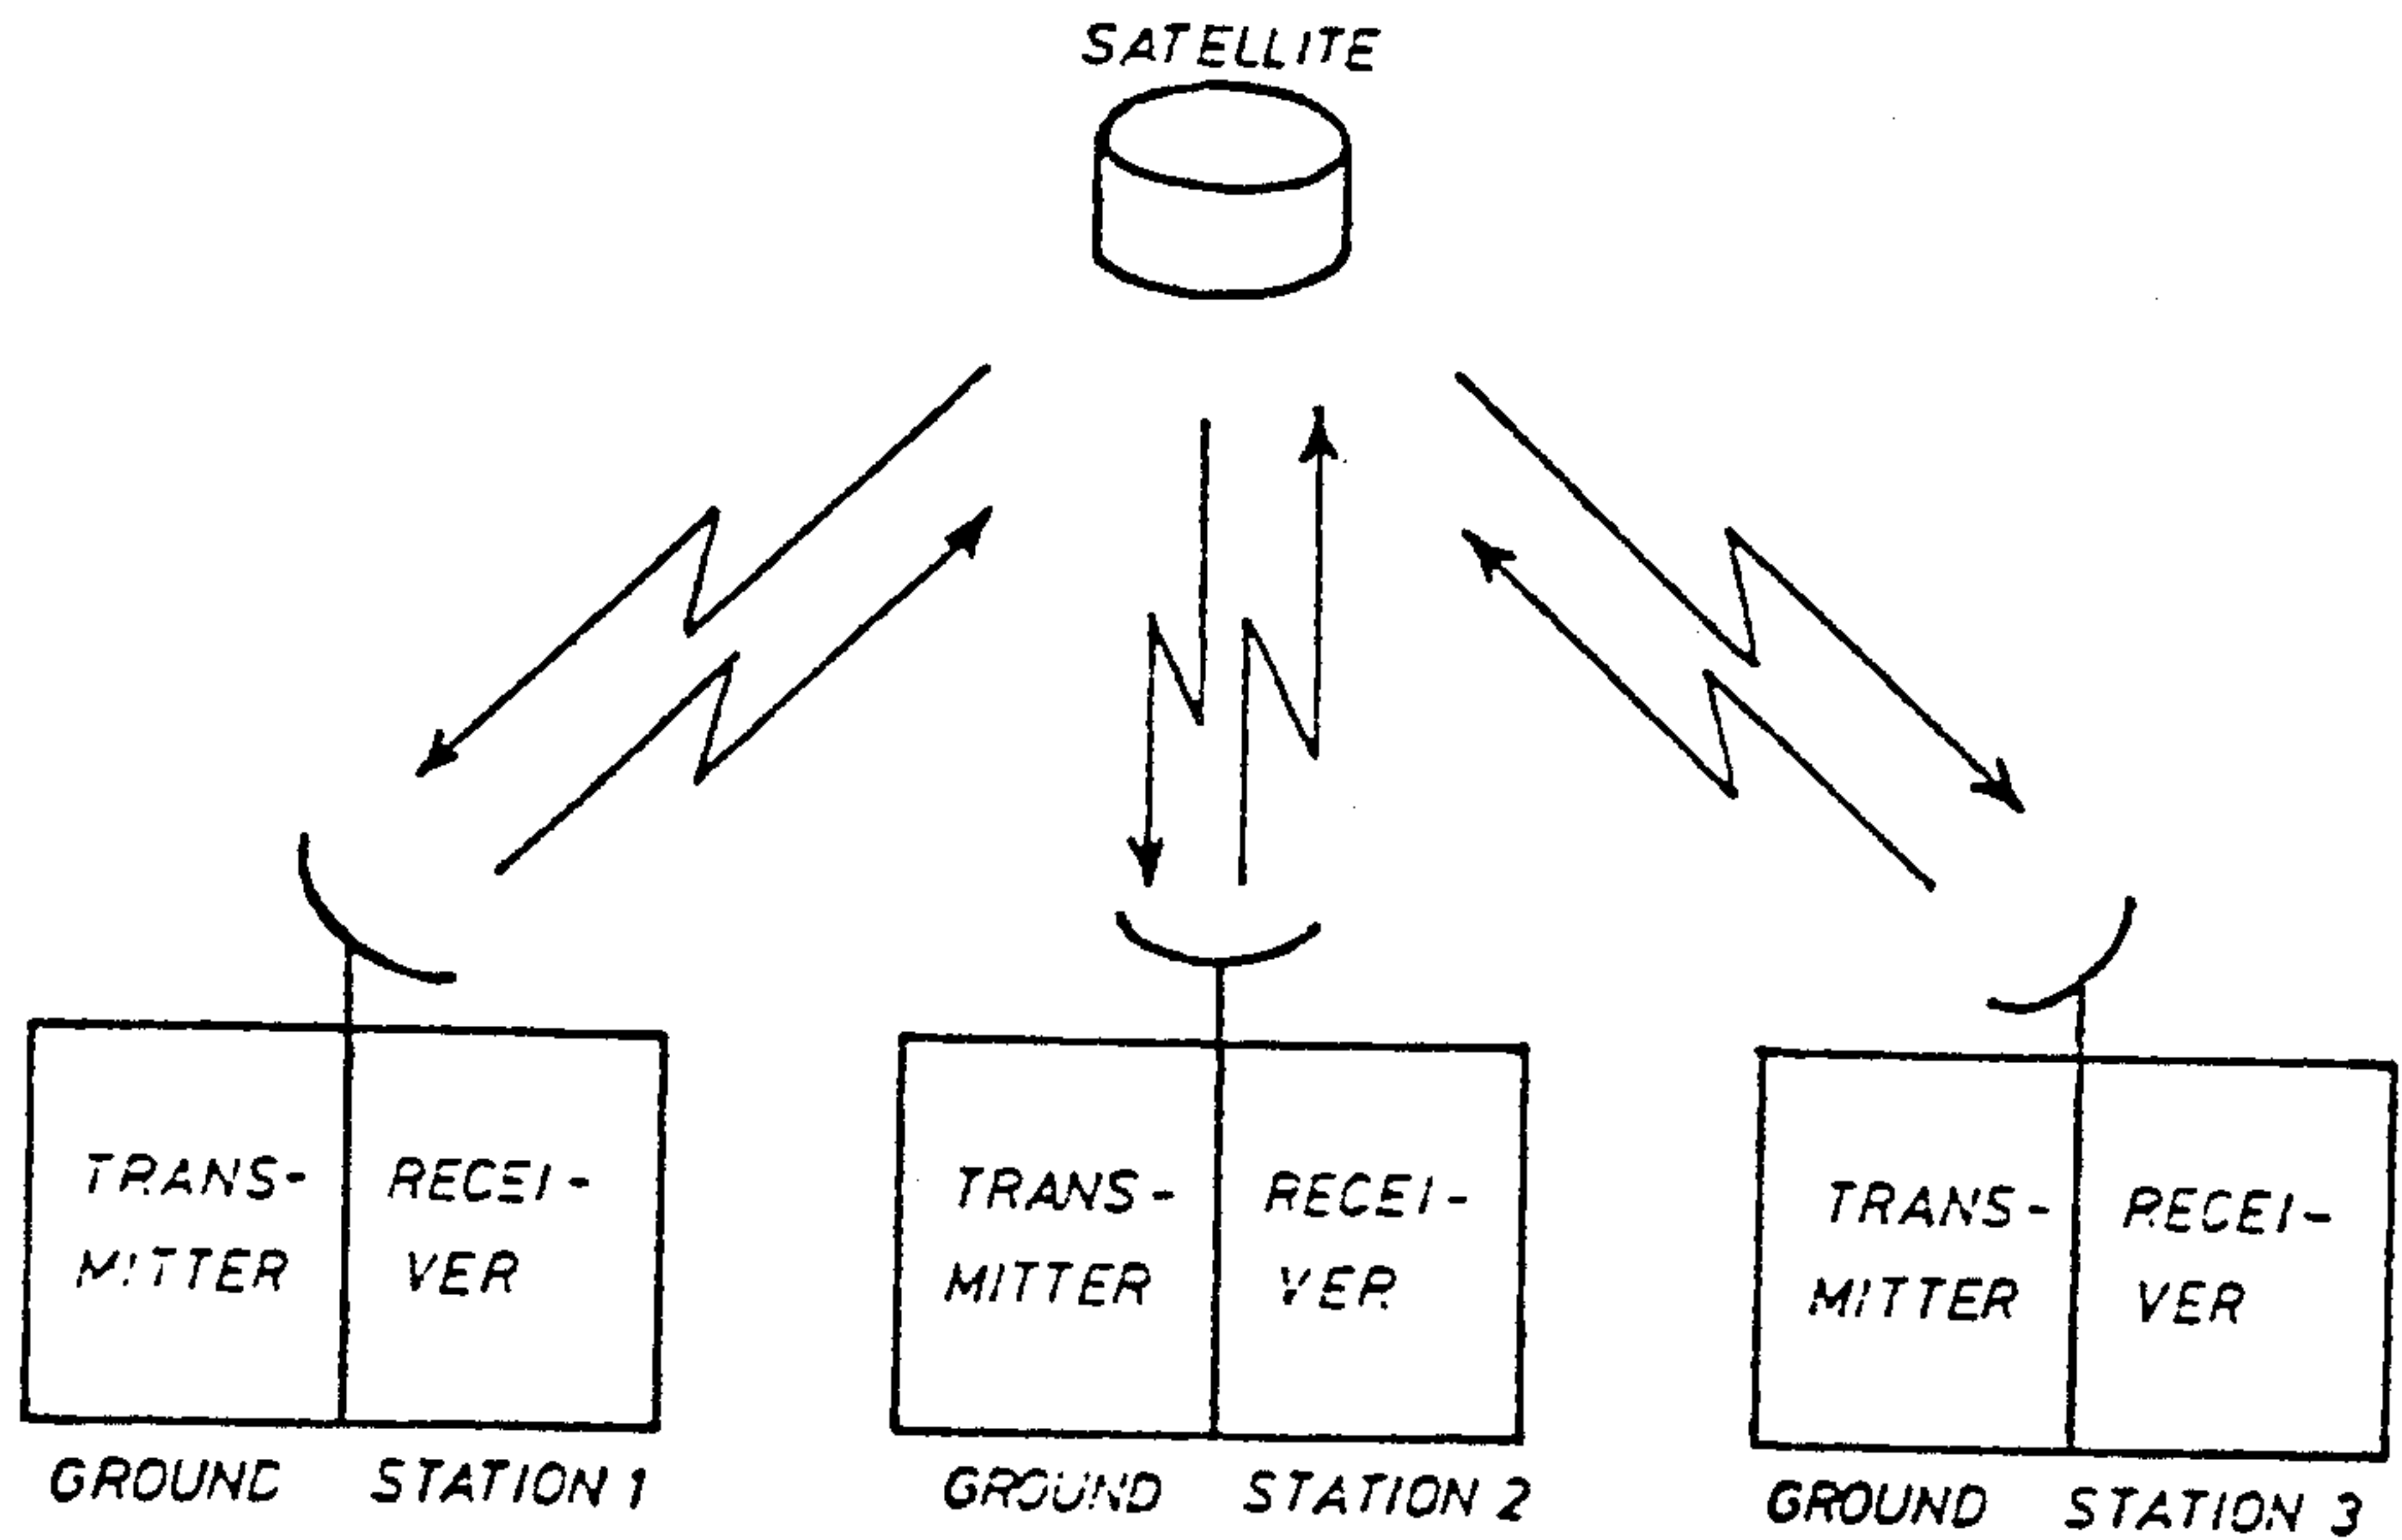 SATELLITE
TRANS-
MITTER
RECEI-
VER
GROUND STATION 1
TRANS-
MITTER
RECEI-
VER
GROUND STATION 2
TRANS-
MITTER
RECEI-
VER
GROUND STATION 3